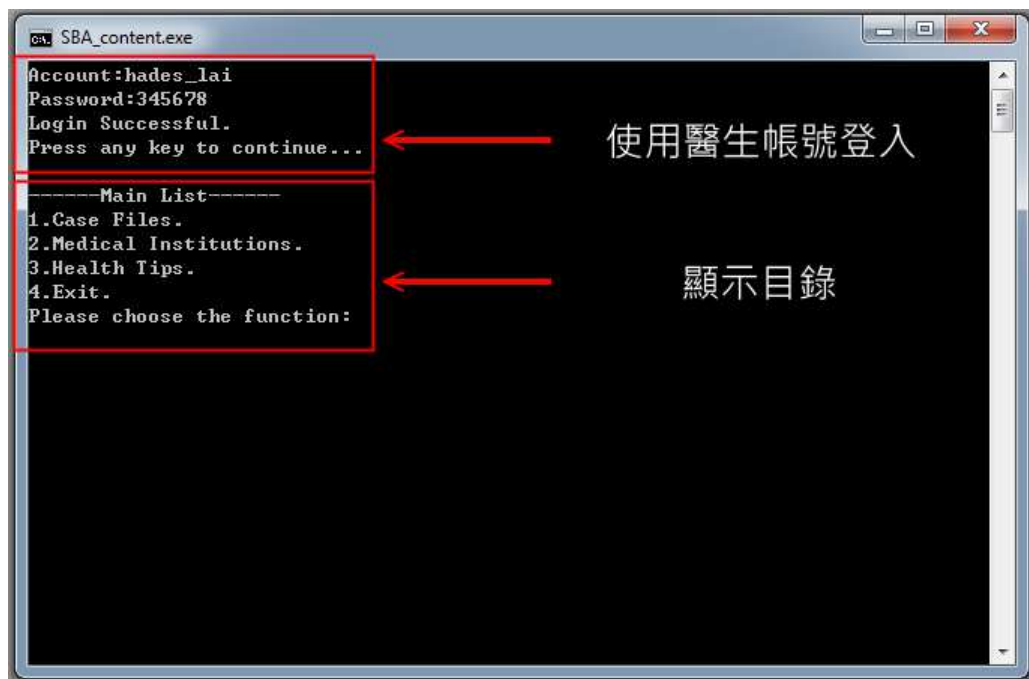 SBA_content.exe
Account:hades_lai
Password:345678
Login Successful.
Press any key to continue...
使用醫生帳號登入
------Main List------
1.Case Files.
2.Medical Institutions.
3.Health Tips.
4.Exit.
Please choose the function:
顯示目錄